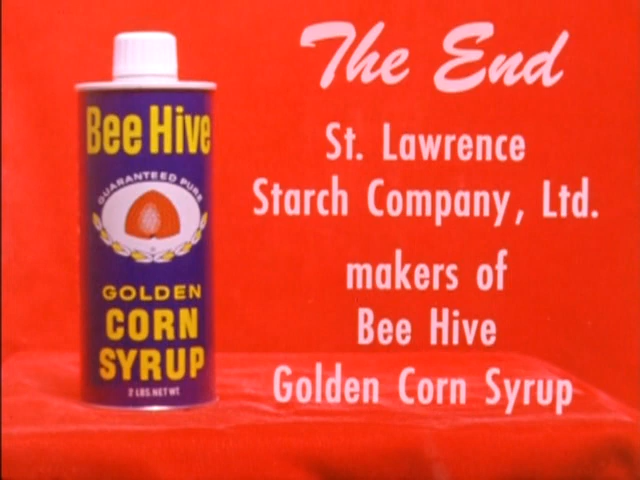 The End
St. Lawrence
Starch Company, Ltd.
makers of
Bee Hive
Golden Corn Syrup
Bee Hive
GUARANTEED PURE
GOLDEN
CORN
SYRUP
2 LBS. NET WT.